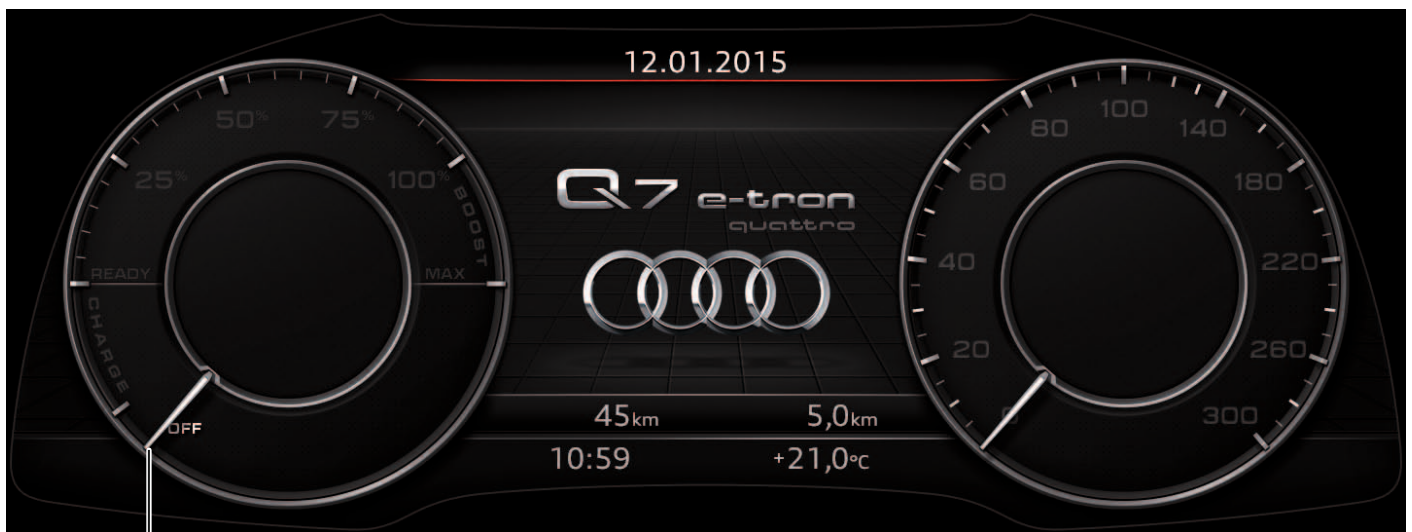 12.01.2015
50% 75%
25% 100%
BOOST
READY MAX
CHARGE
OFF
Q7 e-tron
quattro
100
80 140
60 180
40 220
20 260
0 300
45km 5,0km
10:59 +21,0°C